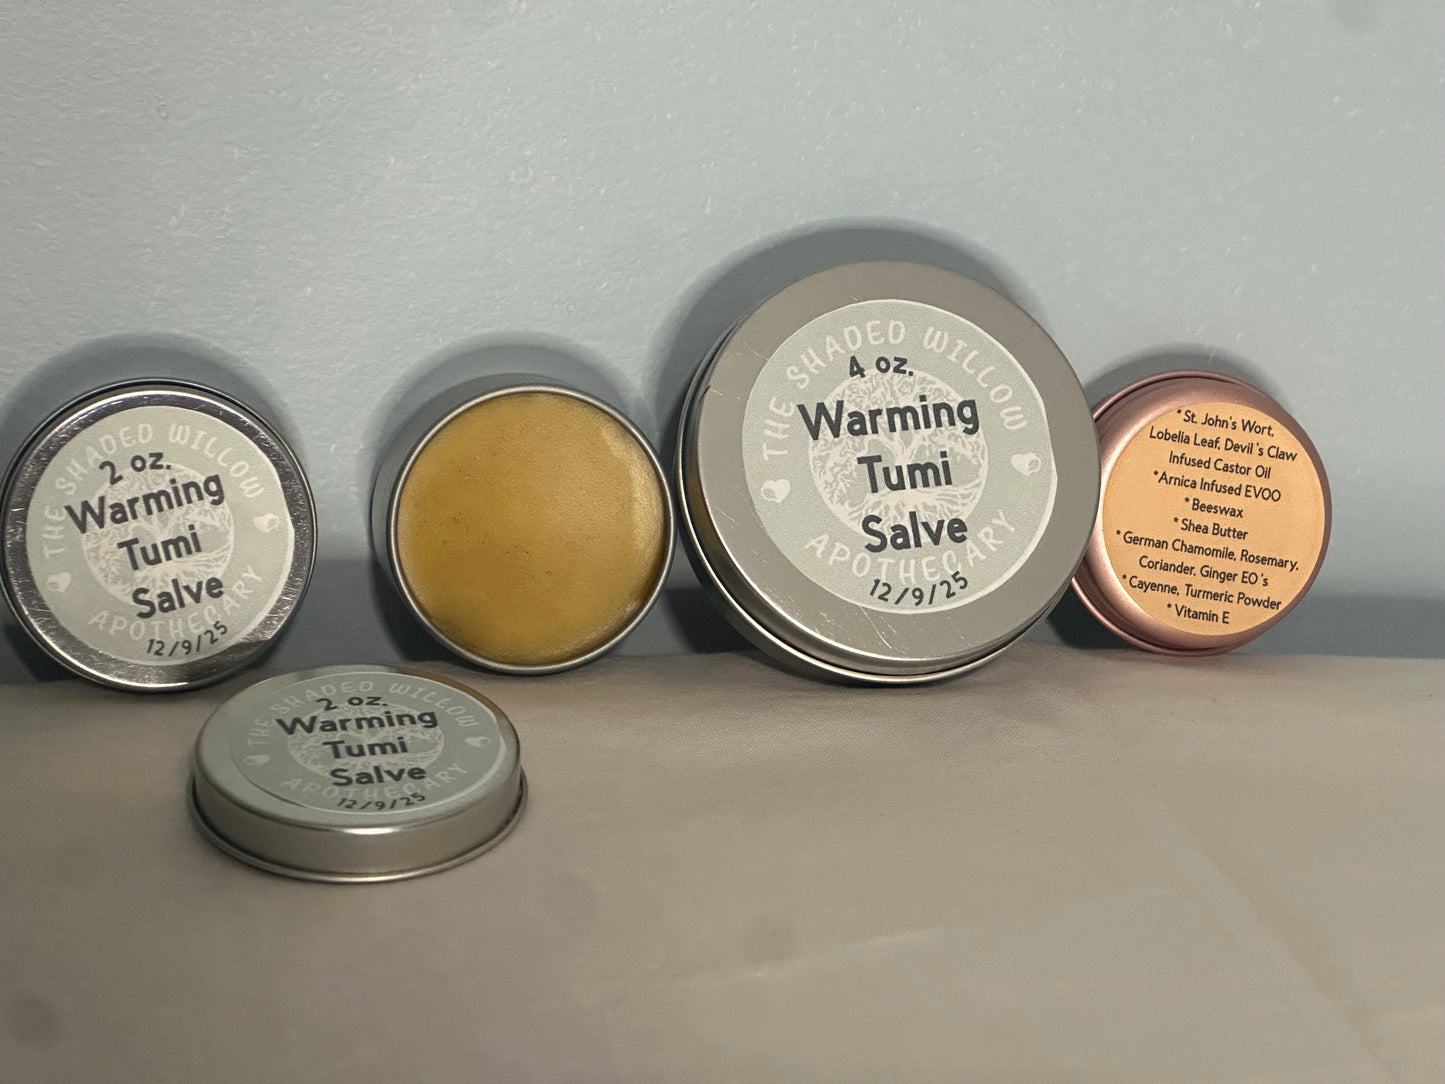 THE SHADED WILLOW
2 oz.
Warming
Tumi
Salve
APOTHECARY
12/9/25
THE SHADED WILLOW
2 oz.
Warming
Tumi
Salve
APOTHECARY
12/9/25
THE SHADED WILLOW
4 oz.
Warming
Tumi
Salve
APOTHECARY
12/9/25
*St. John's Wort,
Lobelia Leaf, Devil's Claw
Infused Castor Oil
*Arnica Infused EVOO
*Beeswax
*Shea Butter
*German Chamomile, Rosemary.
Coriander, Ginger EO's
*Cayenne, Turmeric Powder
*Vitamin E